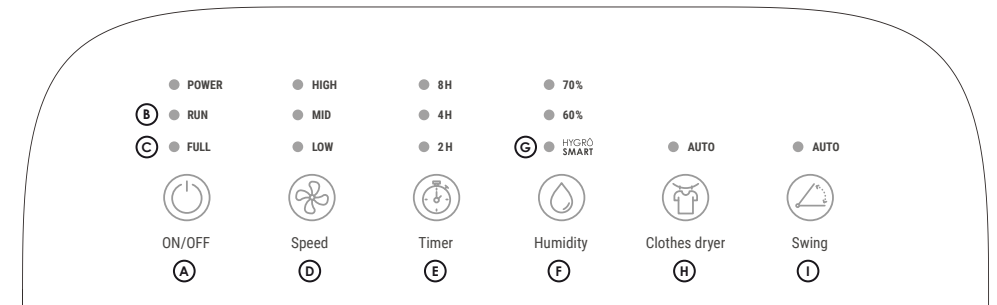 POWER HIGH 8H 70%
B RUN MID 4H 60%
C FULL LOW 2H G HYGRŌ SMART AUTO AUTO
ON/OFF Speed Timer Humidity Clothes dryer Swing
A D E F H I